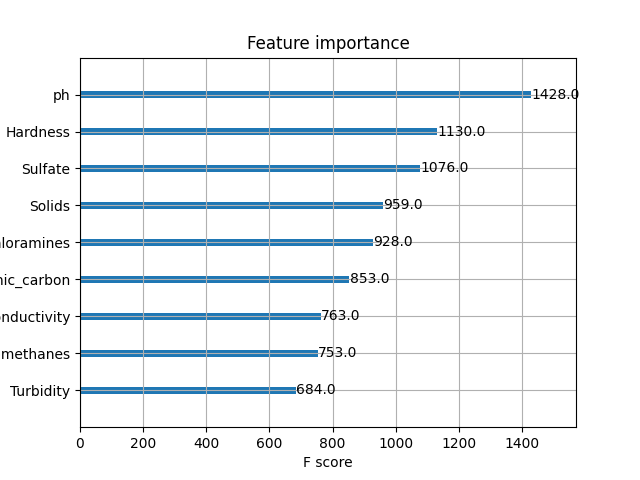 Feature importance
ph 1428.0
Hardness 1130.0
Sulfate 1076.0
Solids 959.0
loramines 928.0
nic_carbon 853.0
nductivity 763.0
methanes 753.0
Turbidity 684.0
0 200 400 600 800 1000 1200 1400
F score